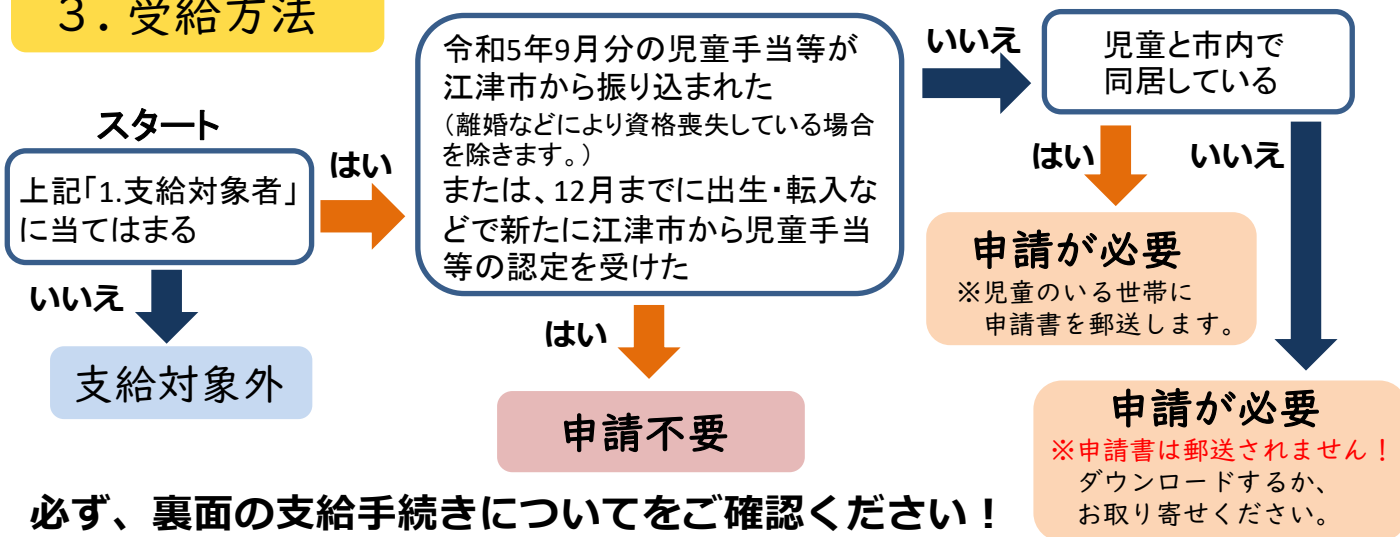 ３．受給方法
スタート
上記「1.支給対象者」
に当てはまる
はい
いいえ
支給対象外
令和5年9月分の児童手当等が
江津市から振り込まれた
（離婚などにより資格喪失している場合
を除きます。）
または、12月までに出生・転入な
どで新たに江津市から児童手当
等の認定を受けた
はい
申請不要
いいえ
児童と市内で
同居している
はい
いいえ
申請が必要
※児童のいる世帯に
申請書を郵送します。
申請が必要
※申請書は郵送されません！
ダウンロードするか、
お取り寄せください。
必ず、裏面の支給手続きについてをご確認ください！